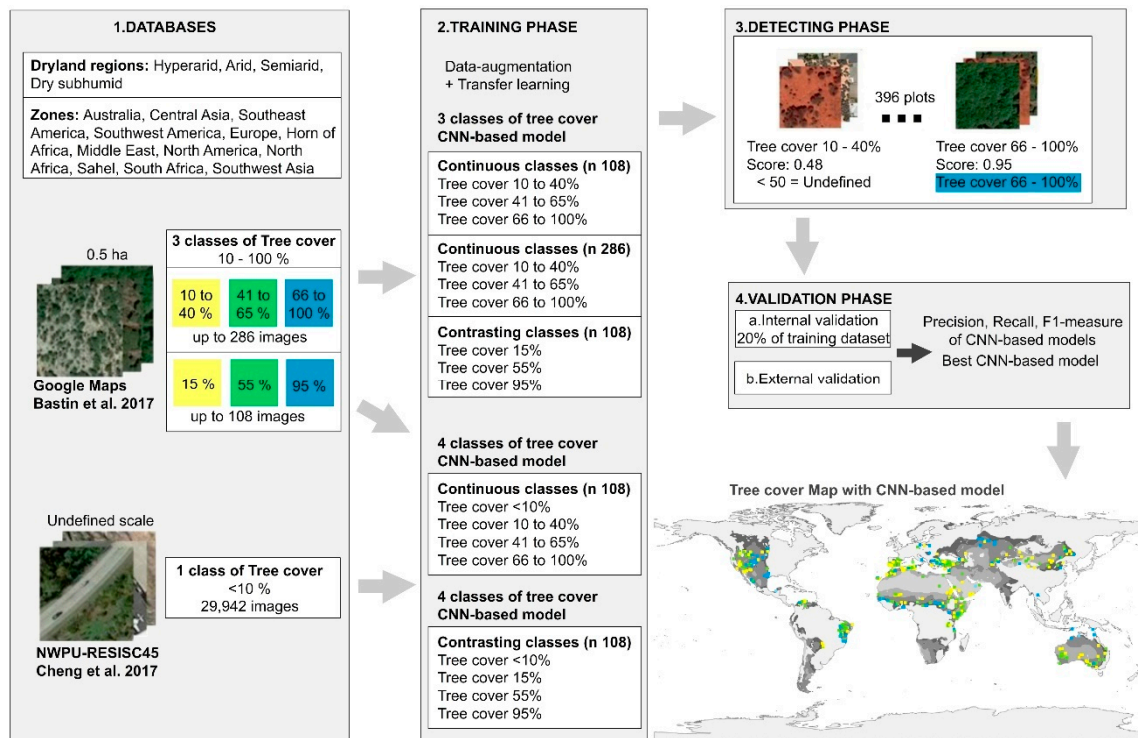 1.DATABASES
Dryland regions: Hyperarid, Arid, Semiarid,
Dry subhumid
Zones: Australia, Central Asia, Southeast
America, Southwest America, Europe, Horn of
Africa, Middle East, North America, North
Africa, Sahel, South Africa, Southwest Asia
0.5 ha
Google Maps
Bastin et al. 2017
3 classes of Tree cover
10 - 100 %
10 to
40 %
41 to
65 %
66 to
100 %
up to 286 images
15 %
55 %
95 %
up to 108 images
Undefined scale
NWPU-RESISC45
Cheng et al. 2017
1 class of Tree cover
<10 %
29,942 images
2.TRAINING PHASE
Data-augmentation
+ Transfer learning
3 classes of tree cover
CNN-based model
Continuous classes (n 108)
Tree cover 10 to 40%
Tree cover 41 to 65%
Tree cover 66 to 100%
Continuous classes (n 286)
Tree cover 10 to 40%
Tree cover 41 to 65%
Tree cover 66 to 100%
Contrasting classes (n 108)
Tree cover 15%
Tree cover 55%
Tree cover 95%
4 classes of tree cover
CNN-based model
Continuous classes (n 108)
Tree cover <10%
Tree cover 10 to 40%
Tree cover 41 to 65%
Tree cover 66 to 100%
4 classes of tree cover
CNN-based model
Contrasting classes (n 108)
Tree cover <10%
Tree cover 15%
Tree cover 55%
Tree cover 95%
3.DETECTING PHASE
396 plots
Tree cover 10 - 40%
Score: 0.48
< 50 = Undefined
Tree cover 66 - 100%
Score: 0.95
Tree cover 66 - 100%
4.VALIDATION PHASE
a.Internal validation
20% of training dataset
b.External validation
Precision, Recall, F1-measure
of CNN-based models
Best CNN-based model
Tree cover Map with CNN-based model